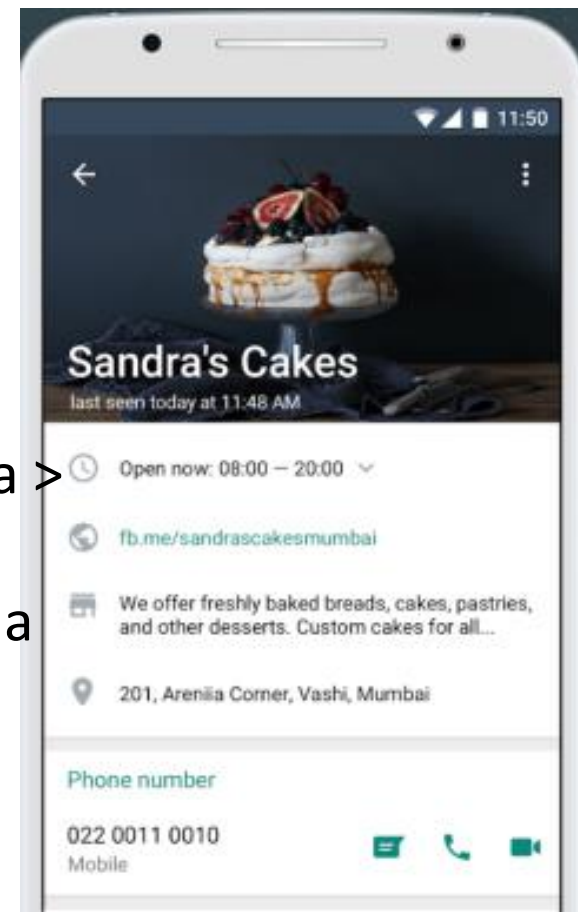 11:50
Sandra's Cakes
last seen today at 11:48 AM
a >
Open now: 08:00 – 20:00
fb.me/sandrascakesmumbai
a
We offer freshly baked breads, cakes, pastries,
and other desserts. Custom cakes for all...
201,Areniia Corner, Vashi, Mumbai
Phone number
022 0011 0010
Mobile